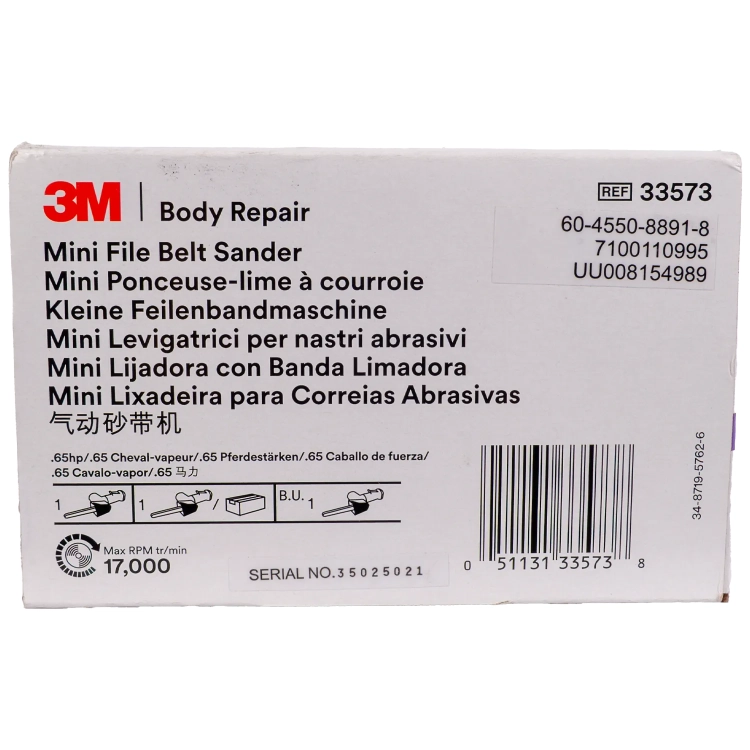 3M | Body Repair
REF 33573
60-4550-8891-8
7100110995
UU008154989
Mini File Belt Sander
Mini Ponceuse-lime à courroie
Kleine Feilenbandmaschine
Mini Levigatrici per nastri abrasivi
Mini Lijadora con Banda Limadora
Mini Lixadeira para Correias Abrasivas
气动砂带机
.65hp/.65 Cheval-vapeur/.65 Pferdestärken/.65 Caballo de fuerza/
.65 Cavalo-vapor/.65 马力
1 1 / B.U. 1
Max RPM tr/min
17,000
SERIAL NO.35025021
0 51131 33573 8
34-8719-5762-6